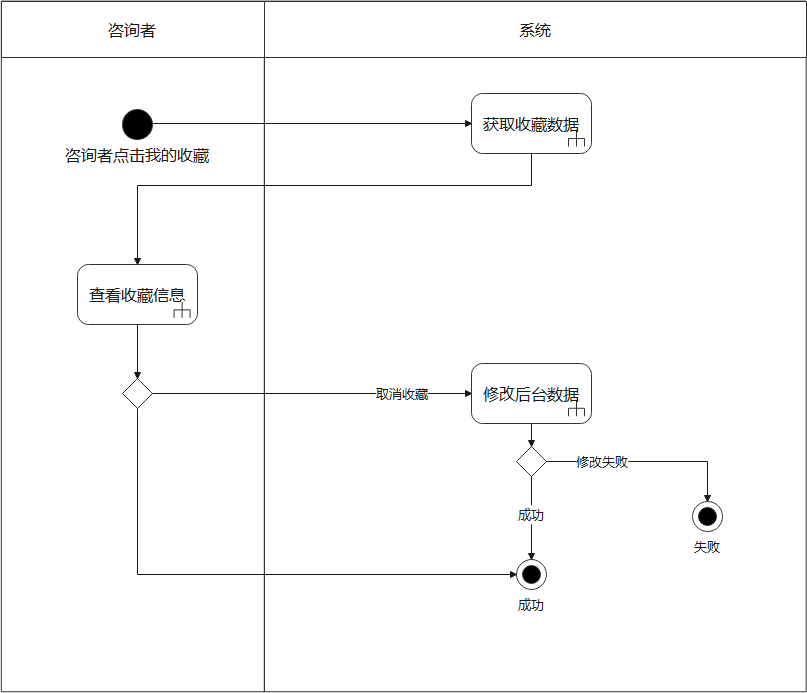 咨询者
系统
获取收藏数据
咨询者点击我的收藏
查看收藏信息
取消收藏
修改后台数据
修改失败
成功
失败
成功